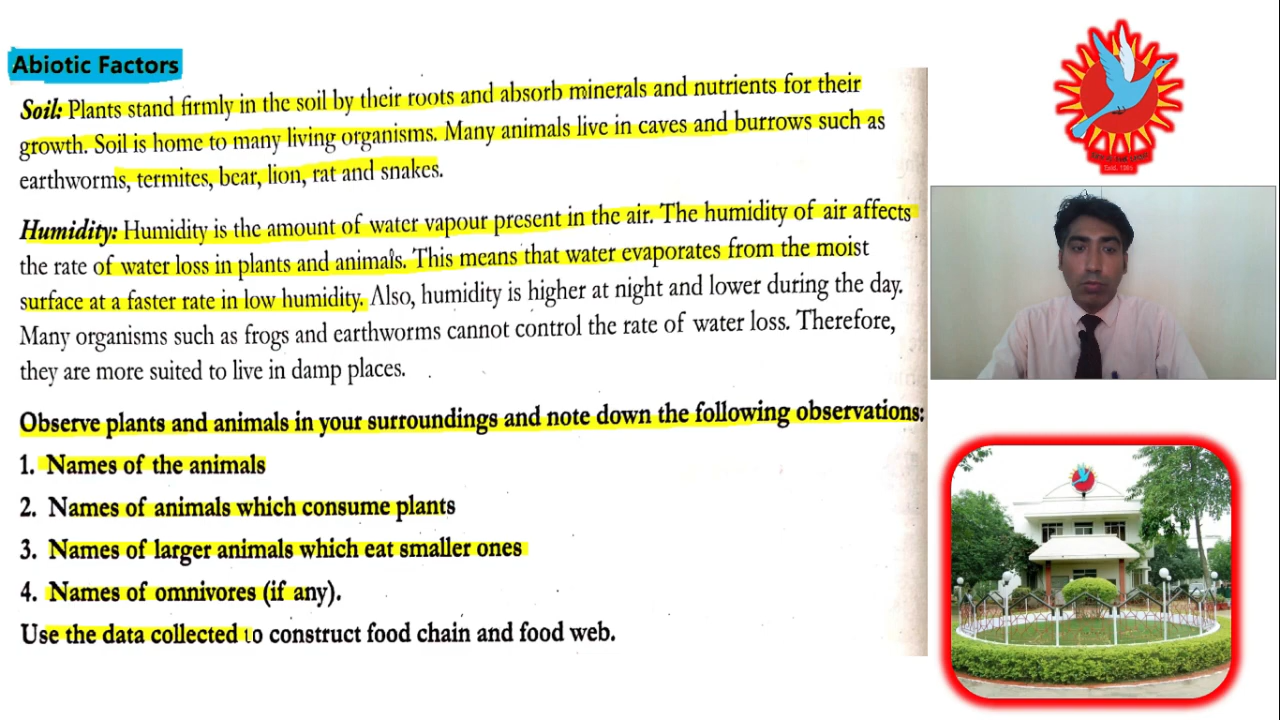 Abiotic Factors
Soil: Plants stand firmly in the soil by their roots and absorb minerals and nutrients for their
growth. Soil is home to many living organisms. Many animals live in caves and burrows such as
earthworms, termites, bear, lion, rat and snakes.
Humidity: Humidity is the amount of water vapour present in the air. The humidity of air affects
the rate of water loss in plants and animals. This means that water evaporates from the moist
surface at a faster rate in low humidity. Also, humidity is higher at night and lower during the day.
Many organisms such as frogs and earthworms cannot control the rate of water loss. Therefore,
they are more suited to live in damp places.
Observe plants and animals in your surroundings and note down the following observations:
1. Names of the animals
2. Names of animals which consume plants
3. Names of larger animals which eat smaller ones
4. Names of omnivores (if any).
Use the data collected to construct food chain and food web.
Estd. 1995